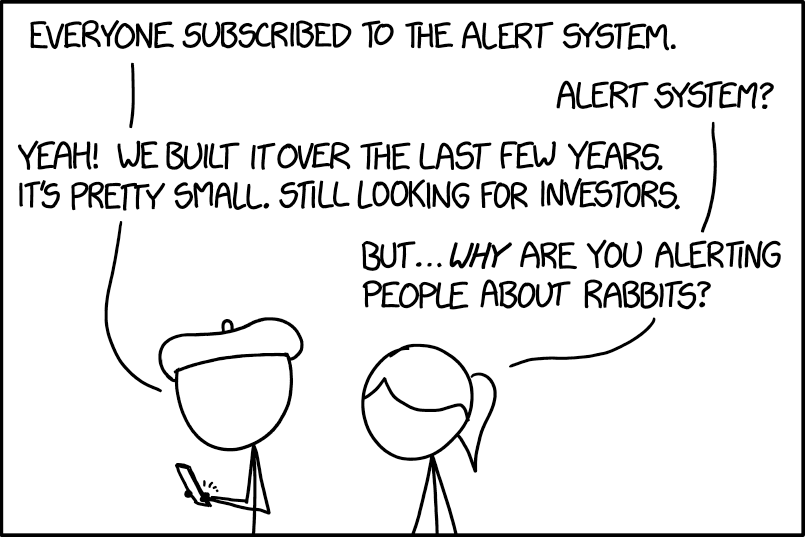 EVERYONE SUBSCRIBED TO THE ALERT SYSTEM.
ALERT SYSTEM?
YEAH! WE BUILT IT OVER THE LAST FEW YEARS.
IT'S PRETTY SMALL. STILL LOOKING FOR INVESTORS.
BUT... WHY ARE YOU ALERTING
PEOPLE ABOUT RABBITS?